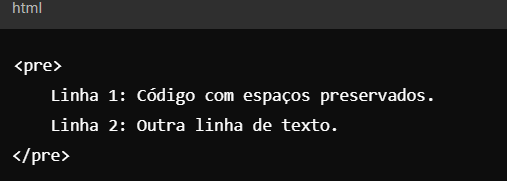 html
<pre>
    Linha 1: Código com espaços preservados.
    Linha 2: Outra linha de texto.
</pre>